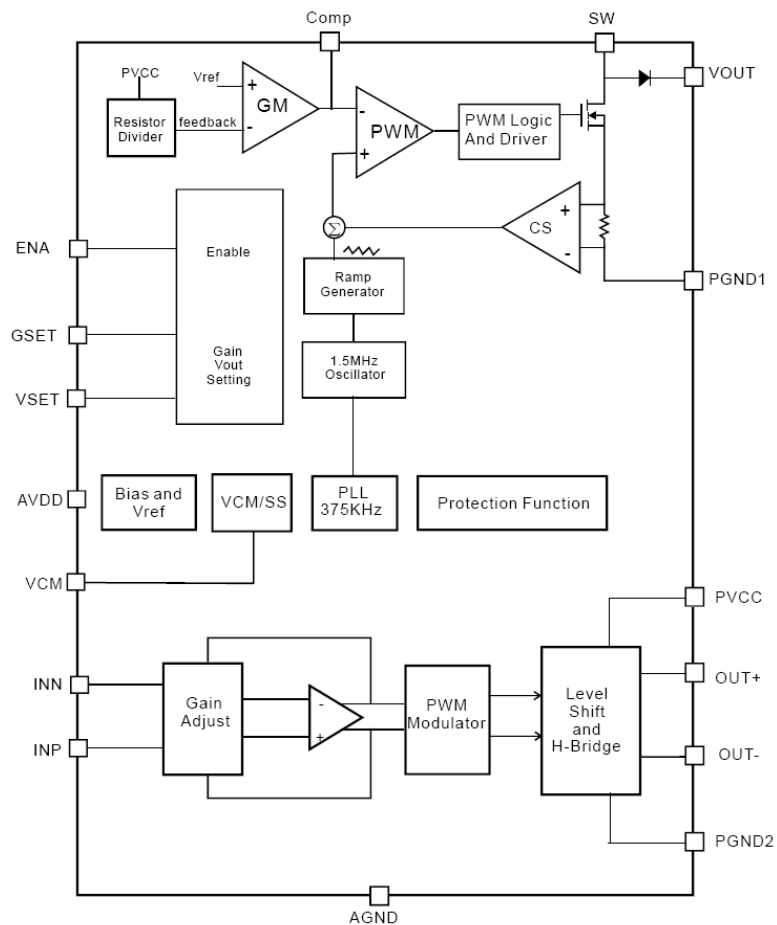 Comp
SW
PVCC
Vref
+
GM
-
VOUT
Resistor
Divider
feedback
-
PWM
+
PWM Logic
And Driver
ENA
Enable
Σ
+
CS
-
Ramp
Generator
PGND1
GSET
Gain
Vout
Setting
1.5MHz
Oscillator
VSET
AVDD
Bias and
Vref
VCM/SS
PLL
375KHz
Protection Function
VCM
PVCC
INN
Gain
Adjust
-
+
PWM
Modulator
Level
Shift
and
H-Bridge
OUT+
INP
OUT-
PGND2
AGND